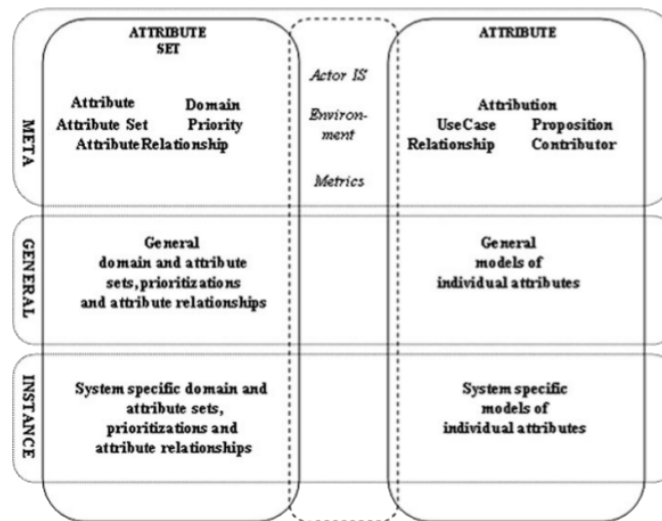 ATTRIBUTE
SET
ATTRIBUTE
META
Attribute Domain
Attribute Set Priority
AttributeRelationship
Actor IS
Environ-
ment
Metrics
Attribution
UseCase Proposition
Relationship Contributor
GENERAL
General
domain and attribute
sets,prioritizations
and attribute relationships
General
models of
individual attributes
INSTANCE
System specific domain and
attribute sets,
prioritizations and
attribute relationships
System specific
models of
individual attributes